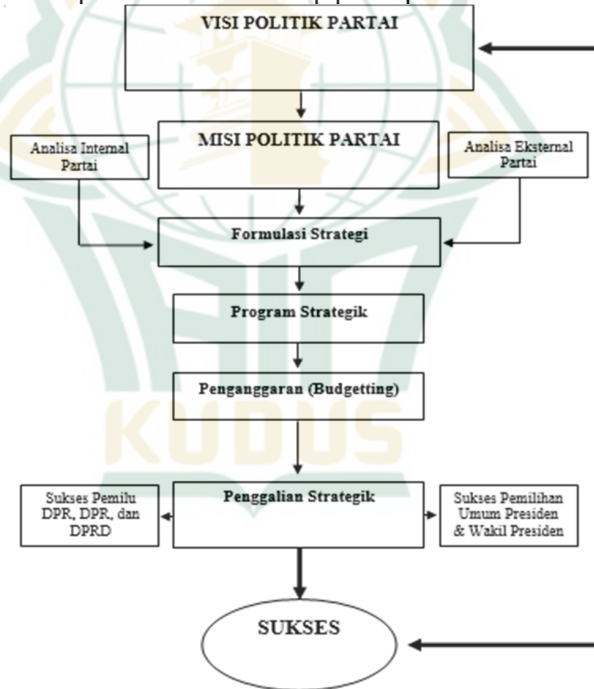 VISI POLITIK PARTAI
MISI POLITIK PARTAI
Analisa Internal
Partai
Analisa Eksternal
Partai
Formulasi Strategi
Program Strategik
Penganggaran (Budgetting)
KUDUS
Penggalian Strategik
Sukses Pemilu
DPR, DPR, dan
DPRD
Sukses Pemilihan
Umum Presiden
& Wakil Presiden
SUKSES